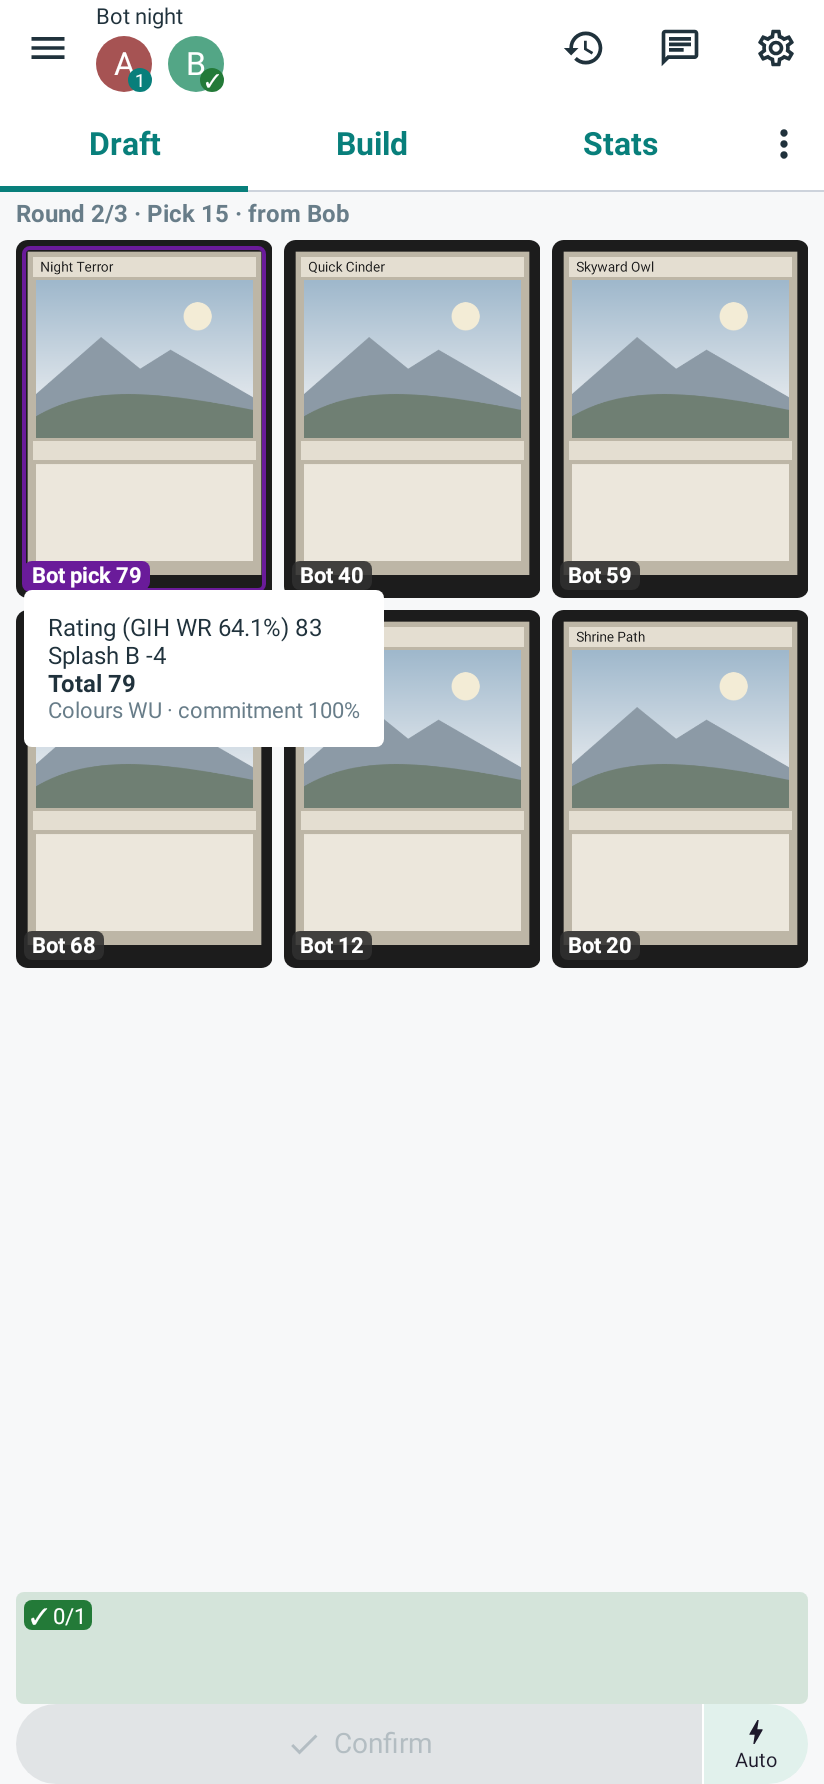 Bot night
A 1 B ✓
Draft Build Stats
Round 2/3 · Pick 15 · from Bob
Night Terror
Quick Cinder
Skyward Owl
Bot pick 79
Bot 40
Bot 59
Rating (GIH WR 64.1%) 83
Splash B -4
Total 79
Colours WU · commitment 100%
Shrine Path
Bot 68
Bot 12
Bot 20
✓ 0/1
Confirm
Auto